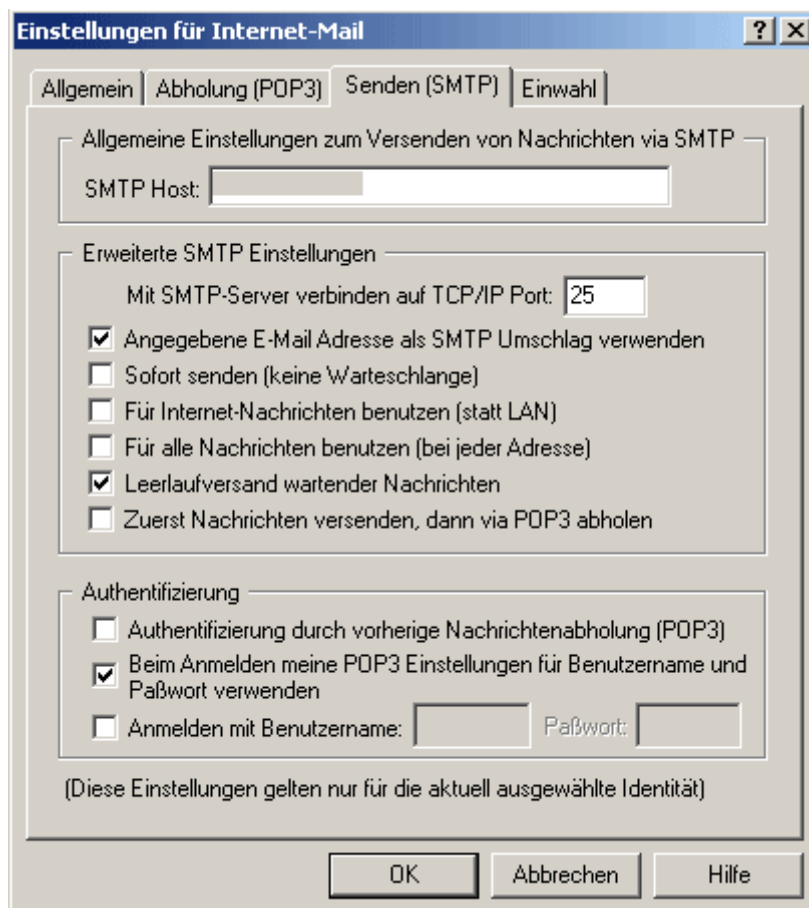 Einstellungen für Internet-Mail
Allgemein Abholung (POP3) Senden (SMTP) Einwahl
Allgemeine Einstellungen zum Versenden von Nachrichten via SMTP
SMTP Host:
Erweiterte SMTP Einstellungen
Mit SMTP-Server verbinden auf TCP/IP Port: 25
Angegebene E-Mail Adresse als SMTP Umschlag verwenden
Sofort senden (keine Warteschlange)
Für Internet-Nachrichten benutzen (statt LAN)
Für alle Nachrichten benutzen (bei jeder Adresse)
Leerlaufversand wartender Nachrichten
Zuerst Nachrichten versenden, dann via POP3 abholen
Authentifizierung
Authentifizierung durch vorherige Nachrichtenabholung (POP3)
Beim Anmelden meine POP3 Einstellungen für Benutzername und
Paßwort verwenden
Anmelden mit Benutzername: Paßwort:
(Diese Einstellungen gelten nur für die aktuell ausgewählte Identität)
OK Abbrechen Hilfe